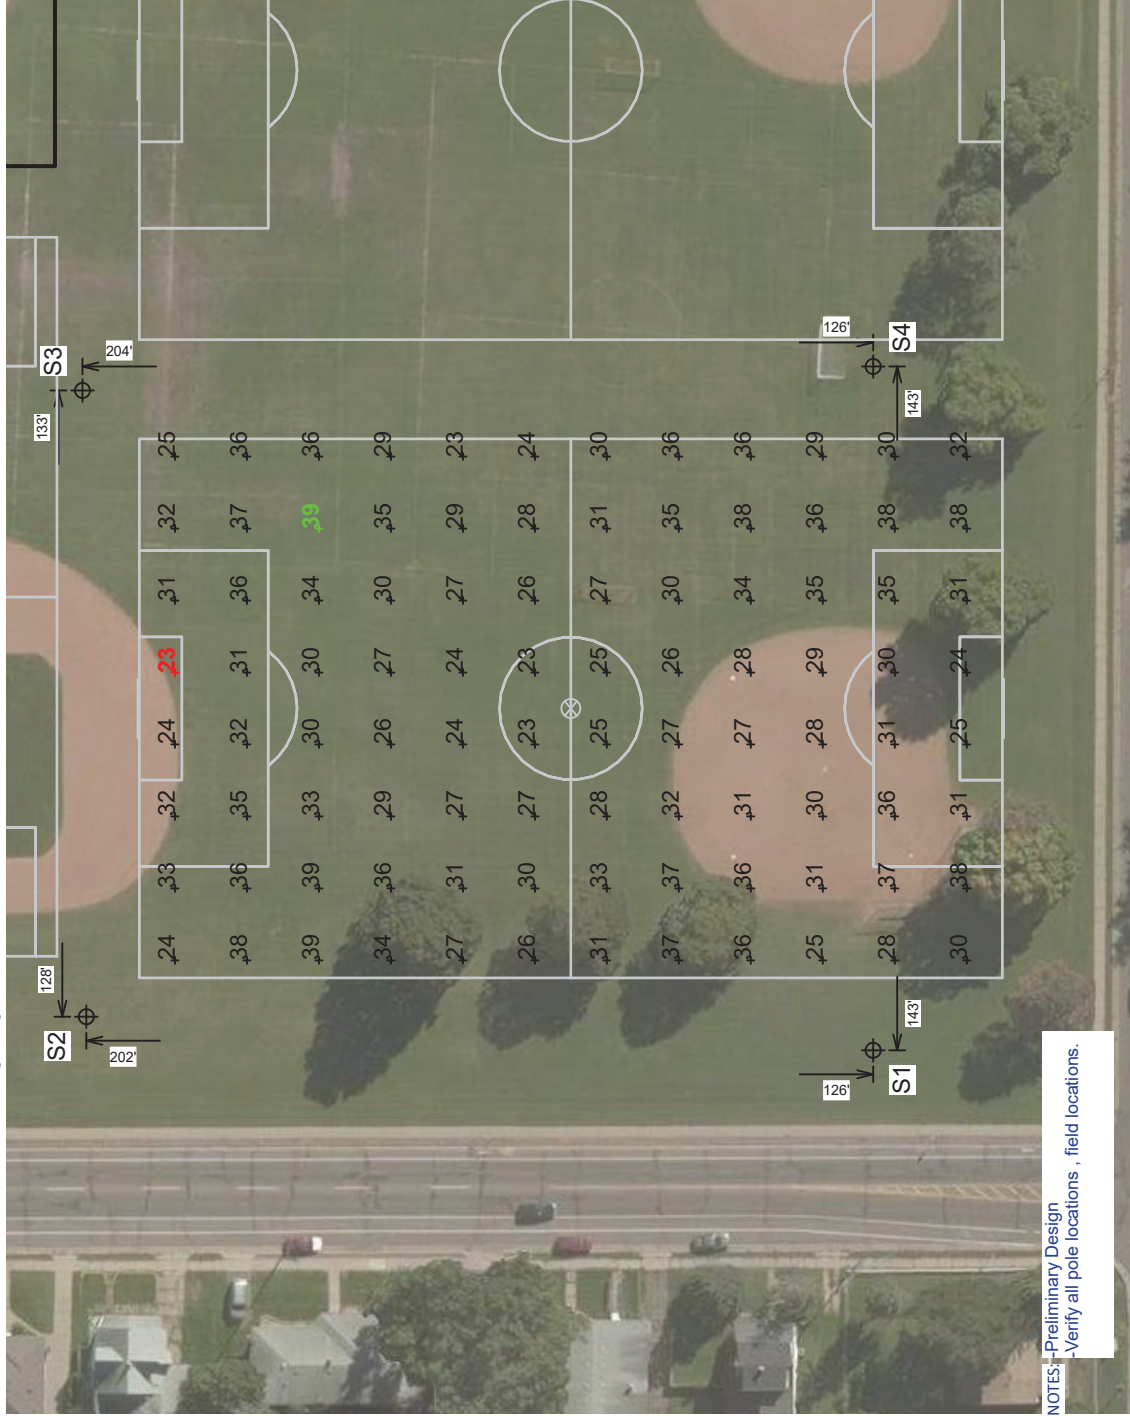 S3
133'
204'
S4
126'
143'
25 36 36 29 23 24 30 36 36 29 30 32
32 37 39 35 29 28 31 35 38 36 38 38
31 36 34 30 27 26 27 30 34 35 35 31
23 31 30 27 24 23 25 26 28 29 30 24
24 32 30 26 24 23 25 27 27 28 31 25
32 35 33 29 27 27 28 32 31 30 36 31
33 36 39 36 31 30 33 37 36 31 37 38
24 38 39 34 27 26 31 37 36 25 28 30
128'
S2
202'
143'
126'
S1
NOTES: -Preliminary Design
-Verify all pole locations , field locations.